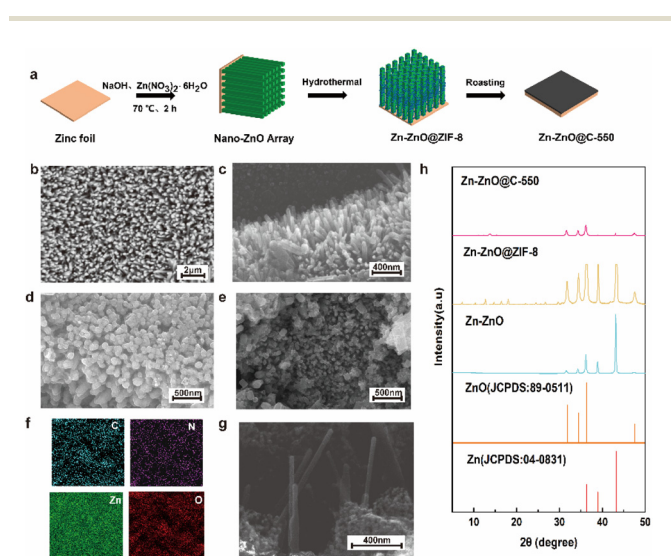 a
NaOH、Zn(NO3)2· 6H2O
70 ℃、2 h
Hydrothermal
Roasting
Zinc foil
Nano-ZnO Array
Zn-ZnO@ZIF-8
Zn-ZnO@C-550
b
2μm
c
400nm
d
500nm
e
500nm
f
C
N
Zn
O
g
400nm
h
Zn-ZnO@C-550
Zn-ZnO@ZIF-8
Zn-ZnO
ZnO(JCPDS:89-0511)
Zn(JCPDS:04-0831)
Intensity(a.u)
10 20 30 40 50
2θ (degree)